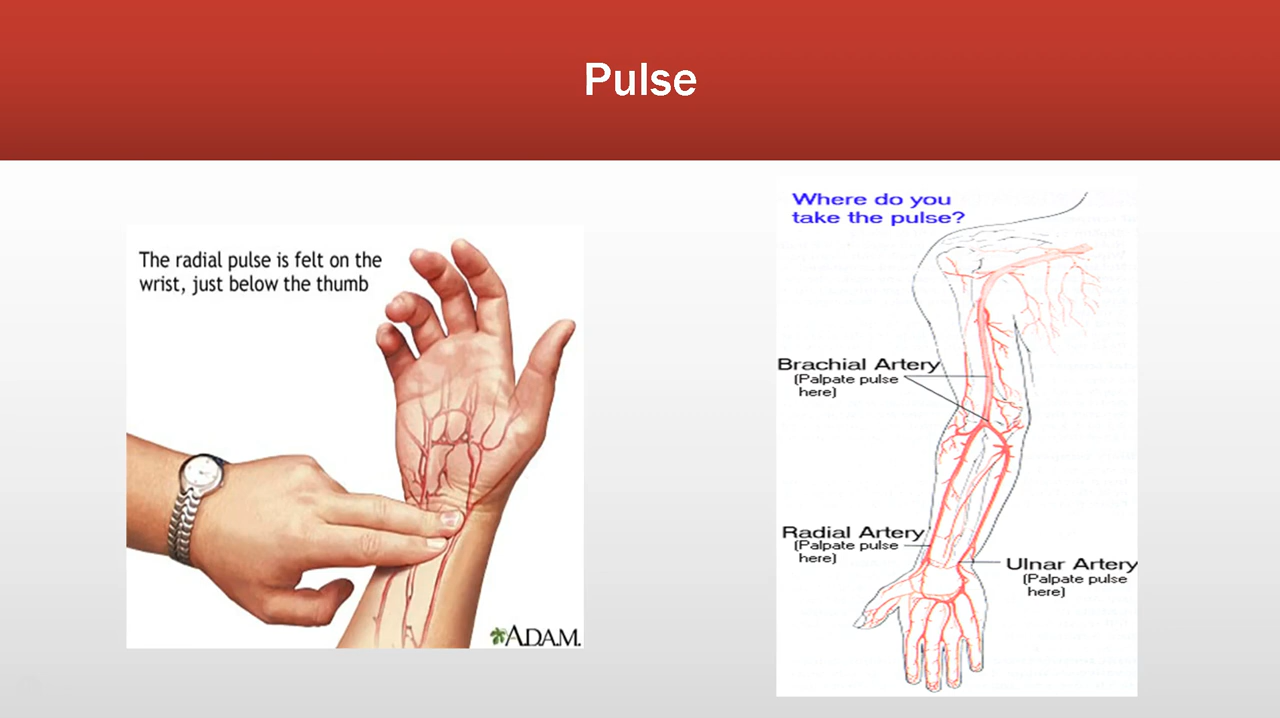 Pulse
The radial pulse is felt on the
wrist, just below the thumb
A.D.A.M.
Where do you
take the pulse?
Brachial Artery
(Palpate pulse
here)
Radial Artery
(Palpate pulse
here)
Ulnar Artery
(Palpate pulse
here)